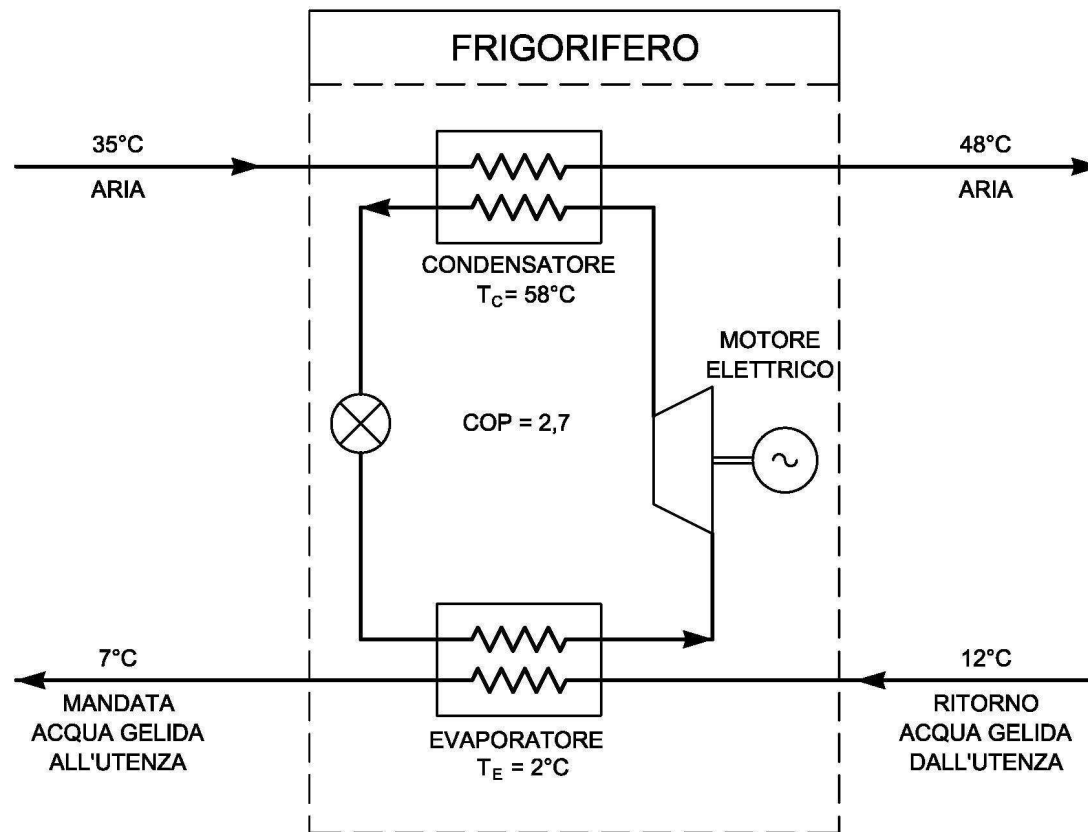 FRIGORIFERO
35°C
ARIA
48°C
ARIA
CONDENSATORE
T_C = 58°C
MOTORE
ELETTRICO
COP = 2,7
7°C
MANDATA
ACQUA GELIDA
ALL'UTENZA
EVAPORATORE
T_E = 2°C
12°C
RITORNO
ACQUA GELIDA
DALL'UTENZA